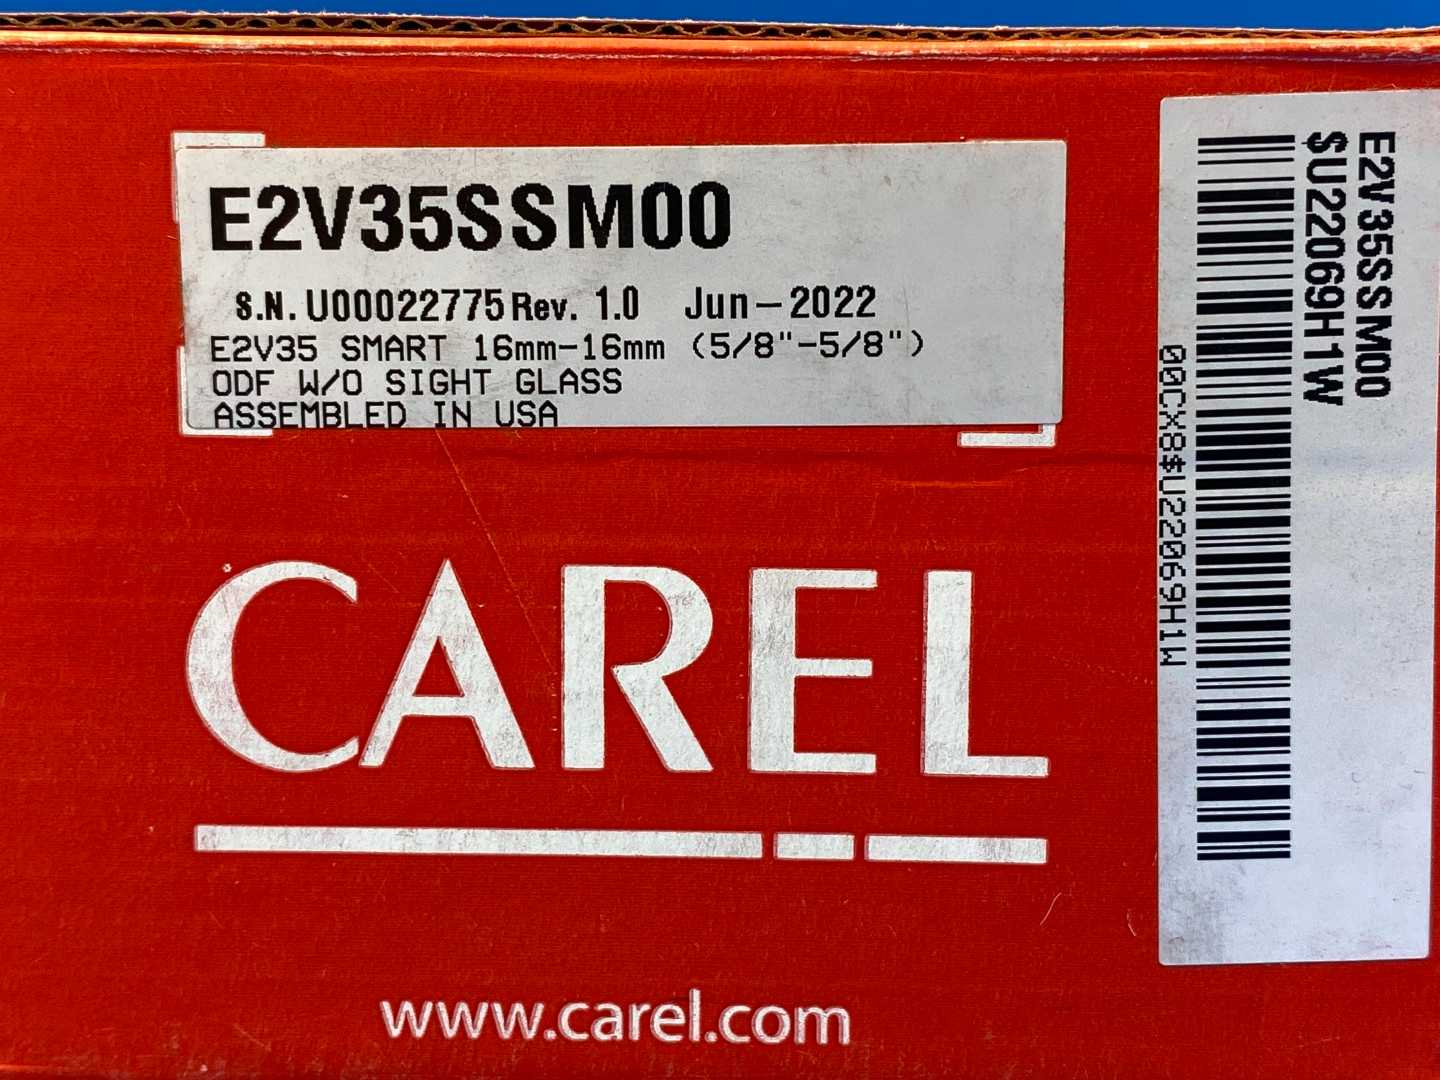 E2V35SSM00
S.N. U00022775 Rev. 1.0 Jun-2022
E2V35 SMART 16mm-16mm (5/8"-5/8")
ODF W/O SIGHT GLASS
ASSEMBLED IN USA
CAREL
www.carel.com
E2V35SSM00
$U22069H1W
00CX8$U22069H1W